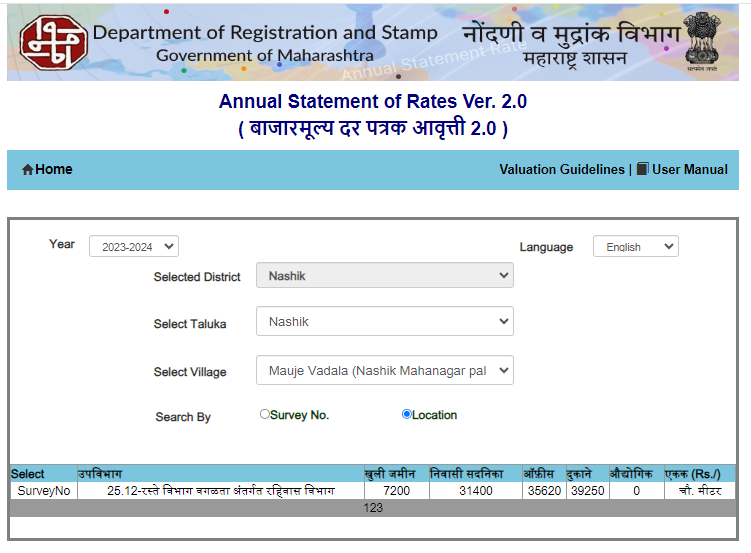 Department of Registration and Stamp
Government of Maharashtra
नोंदणी व मुद्रांक विभाग
महाराष्ट्र शासन
Annual Statement Rate
Annual Statement of Rates Ver. 2.0
( बाजारमूल्य दर पत्रक आवृत्ती 2.0 )
Home
Valuation Guidelines | User Manual
Year 2023-2024 Language English
Selected District Nashik
Select Taluka Nashik
Select Village Mauje Vadala (Nashik Mahanagar pal
Search By Survey No. Location
Select उपविभाग खुली जमीन निवासी सदनिका ऑफ़ीस दुकाने औद्योगिक एकक (Rs./)
SurveyNo 25.12-रस्ते विभाग वगळता अंतर्गत रहिवास विभाग 7200 31400 35620 39250 0 चौ. मीटर
123